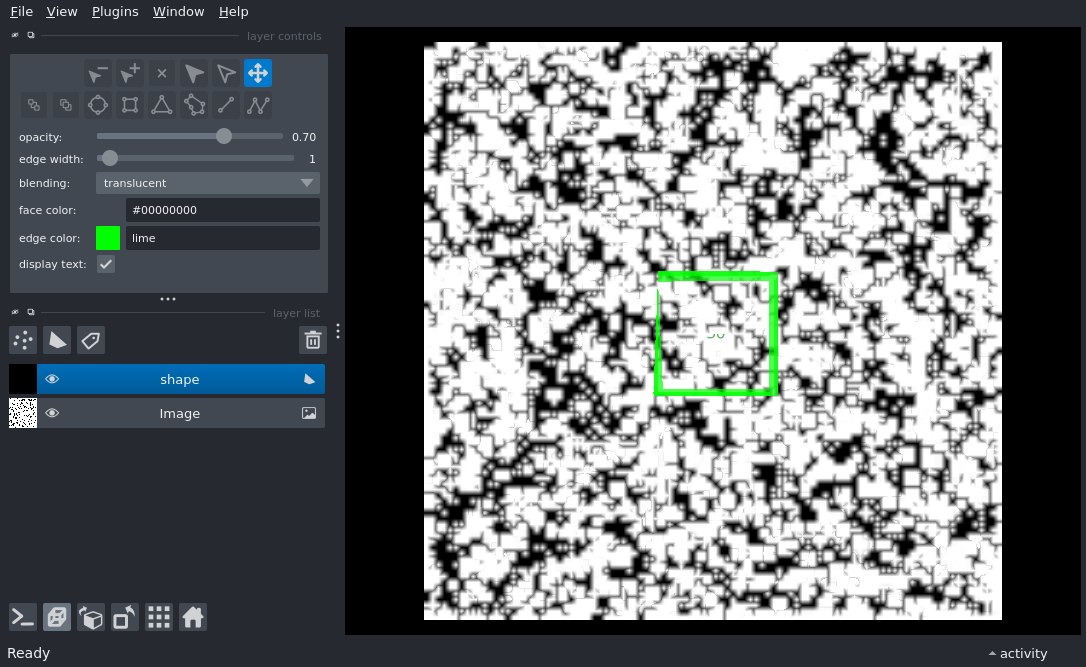 File View Plugins Window Help
layer controls
opacity: 0.70
edge width: 1
blending: translucent
face color: #00000000
edge color: lime
display text:
layer list
shape
Image
Ready
activity